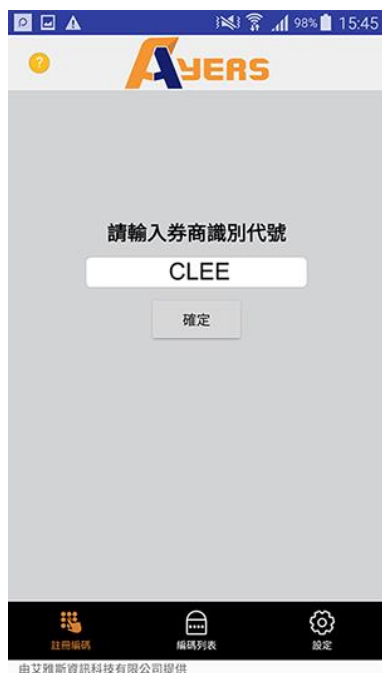 98% 15:45
?
AYERS
請輸入券商識別代號
CLEE
確定
註冊編碼
編碼列表
設定
由艾雅斯資訊科技有限公司提供